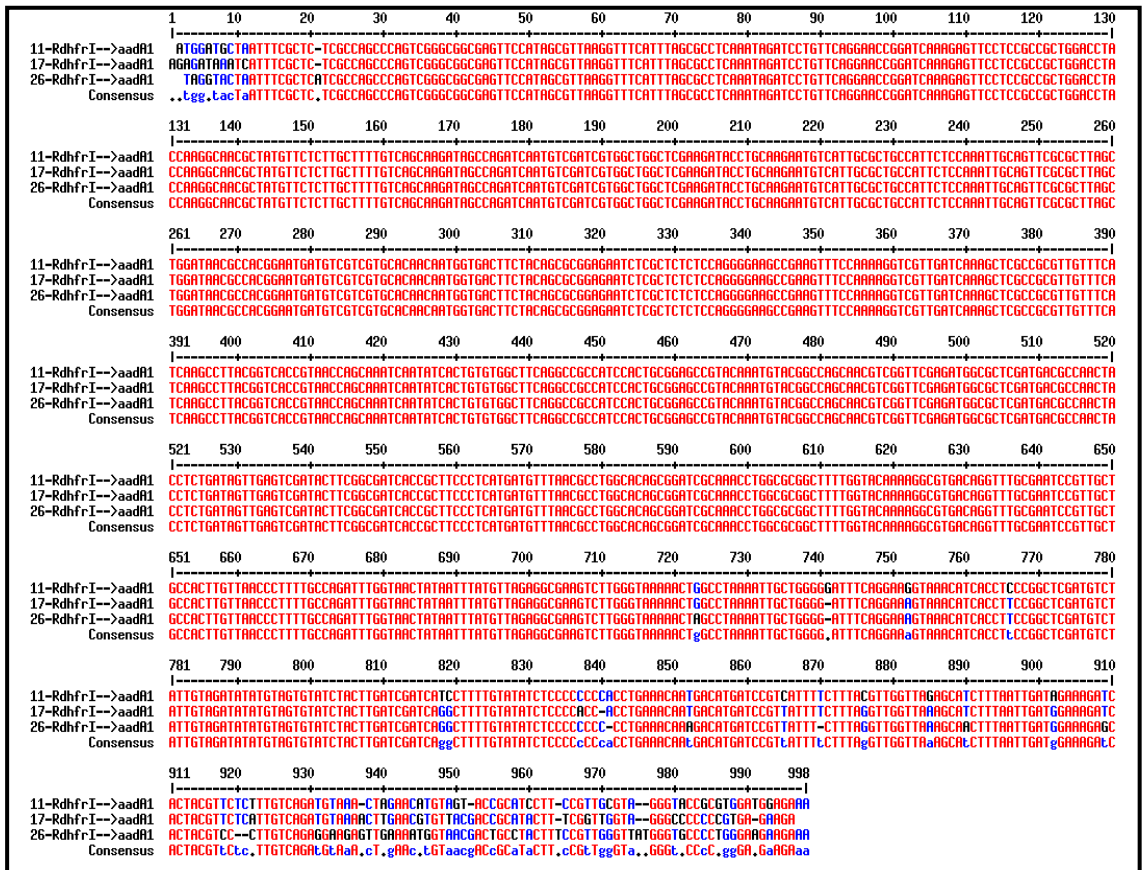 1 10 20 30 40 50 60 70 80 90 100 110 120 130
|--------+---------+---------+---------+---------+---------+---------+---------+---------+---------+---------+---------+---------|
11-RdhfrI-->aadA1 ATGGATGCTAATTTCGCTC-TCGCCAGCCCAGTCGGGCGGCGAGTTCCATAGCGTTAAGGTTTCATTTAGCGCCTCAAATAGATCCTGTTCAGGAACCGGATCAAAGAGTTCCTCCGCCGCTGGACCTA
17-RdhfrI-->aadA1 AGAGATAAATCATTTCGCTC-TCGCCAGCCCAGTCGGGCGGCGAGTTCCATAGCGTTAAGGTTTCATTTAGCGCCTCAAATAGATCCTGTTCAGGAACCGGATCAAAGAGTTCCTCCGCCGCTGGACCTA
26-RdhfrI-->aadA1 TAGGTACTAATTTCGCTCATCGCCAGCCCAGTCGGGCGGCGAGTTCCATAGCGTTAAGGTTTCATTTAGCGCCTCAAATAGATCCTGTTCAGGAACCGGATCAAAGAGTTCCTCCGCCGCTGGACCTA
Consensus ..tgg.tacTaATTTCGCTC.TCGCCAGCCCAGTCGGGCGGCGAGTTCCATAGCGTTAAGGTTTCATTTAGCGCCTCAAATAGATCCTGTTCAGGAACCGGATCAAAGAGTTCCTCCGCCGCTGGACCTA
131 140 150 160 170 180 190 200 210 220 230 240 250 260
|--------+---------+---------+---------+---------+---------+---------+---------+---------+---------+---------+---------+---------|
11-RdhfrI-->aadA1 CCAAGGCAACGCTATGTTCTCTTGCTTTTGTCAGCAAGATAGCCAGATCAATGTCGATCGTGGCTGGCTCGAAGATACCTGCAAGAATGTCATTGCGCTGCCATTCTCCAAATTGCAGTTCGCGCTTAGC
17-RdhfrI-->aadA1 CCAAGGCAACGCTATGTTCTCTTGCTTTTGTCAGCAAGATAGCCAGATCAATGTCGATCGTGGCTGGCTCGAAGATACCTGCAAGAATGTCATTGCGCTGCCATTCTCCAAATTGCAGTTCGCGCTTAGC
26-RdhfrI-->aadA1 CCAAGGCAACGCTATGTTCTCTTGCTTTTGTCAGCAAGATAGCCAGATCAATGTCGATCGTGGCTGGCTCGAAGATACCTGCAAGAATGTCATTGCGCTGCCATTCTCCAAATTGCAGTTCGCGCTTAGC
Consensus CCAAGGCAACGCTATGTTCTCTTGCTTTTGTCAGCAAGATAGCCAGATCAATGTCGATCGTGGCTGGCTCGAAGATACCTGCAAGAATGTCATTGCGCTGCCATTCTCCAAATTGCAGTTCGCGCTTAGC
261 270 280 290 300 310 320 330 340 350 360 370 380 390
|--------+---------+---------+---------+---------+---------+---------+---------+---------+---------+---------+---------+---------|
11-RdhfrI-->aadA1 TGGATAACGCCACGGAATGATGTCGTCGTGCACAACAATGGTGACTTCTACAGCGCGGAGAATCTCGCTCTCTCCAGGGGAAGCCGAAGTTTCCAAAAGGTCGTTGATCAAAGCTCGCCGCGTTGTTTCA
17-RdhfrI-->aadA1 TGGATAACGCCACGGAATGATGTCGTCGTGCACAACAATGGTGACTTCTACAGCGCGGAGAATCTCGCTCTCTCCAGGGGAAGCCGAAGTTTCCAAAAGGTCGTTGATCAAAGCTCGCCGCGTTGTTTCA
26-RdhfrI-->aadA1 TGGATAACGCCACGGAATGATGTCGTCGTGCACAACAATGGTGACTTCTACAGCGCGGAGAATCTCGCTCTCTCCAGGGGAAGCCGAAGTTTCCAAAAGGTCGTTGATCAAAGCTCGCCGCGTTGTTTCA
Consensus TGGATAACGCCACGGAATGATGTCGTCGTGCACAACAATGGTGACTTCTACAGCGCGGAGAATCTCGCTCTCTCCAGGGGAAGCCGAAGTTTCCAAAAGGTCGTTGATCAAAGCTCGCCGCGTTGTTTCA
391 400 410 420 430 440 450 460 470 480 490 500 510 520
|--------+---------+---------+---------+---------+---------+---------+---------+---------+---------+---------+---------+---------|
11-RdhfrI-->aadA1 TCAAGCCTTACGGTCACCGTAACCAGCAAATCAATATCACTGTGTGGCTTCAGGCCGCCATCCACTGCGGAGCCGTACAAATGTACGGCCAGCAACGTCGGTTCGAGATGGCGCTCGATGACGCCAACTA
17-RdhfrI-->aadA1 TCAAGCCTTACGGTCACCGTAACCAGCAAATCAATATCACTGTGTGGCTTCAGGCCGCCATCCACTGCGGAGCCGTACAAATGTACGGCCAGCAACGTCGGTTCGAGATGGCGCTCGATGACGCCAACTA
26-RdhfrI-->aadA1 TCAAGCCTTACGGTCACCGTAACCAGCAAATCAATATCACTGTGTGGCTTCAGGCCGCCATCCACTGCGGAGCCGTACAAATGTACGGCCAGCAACGTCGGTTCGAGATGGCGCTCGATGACGCCAACTA
Consensus TCAAGCCTTACGGTCACCGTAACCAGCAAATCAATATCACTGTGTGGCTTCAGGCCGCCATCCACTGCGGAGCCGTACAAATGTACGGCCAGCAACGTCGGTTCGAGATGGCGCTCGATGACGCCAACTA
521 530 540 550 560 570 580 590 600 610 620 630 640 650
|--------+---------+---------+---------+---------+---------+---------+---------+---------+---------+---------+---------+---------|
11-RdhfrI-->aadA1 CCTCTGATAGTTGAGTCGATACTTCGGCGATCACCGCTTCCCTCATGATGTTTAACGCCTGGCACAGCGGATCGCAAACCTGGCGCGGCTTTTGGTACAAAAGGCGTGACAGGTTTGCGAATCCGTTGCT
17-RdhfrI-->aadA1 CCTCTGATAGTTGAGTCGATACTTCGGCGATCACCGCTTCCCTCATGATGTTTAACGCCTGGCACAGCGGATCGCAAACCTGGCGCGGCTTTTGGTACAAAAGGCGTGACAGGTTTGCGAATCCGTTGCT
26-RdhfrI-->aadA1 CCTCTGATAGTTGAGTCGATACTTCGGCGATCACCGCTTCCCTCATGATGTTTAACGCCTGGCACAGCGGATCGCAAACCTGGCGCGGCTTTTGGTACAAAAGGCGTGACAGGTTTGCGAATCCGTTGCT
Consensus CCTCTGATAGTTGAGTCGATACTTCGGCGATCACCGCTTCCCTCATGATGTTTAACGCCTGGCACAGCGGATCGCAAACCTGGCGCGGCTTTTGGTACAAAAGGCGTGACAGGTTTGCGAATCCGTTGCT
651 660 670 680 690 700 710 720 730 740 750 760 770 780
|--------+---------+---------+---------+---------+---------+---------+---------+---------+---------+---------+---------+---------|
11-RdhfrI-->aadA1 GCCACTTGTTAACCCTTTTGCCAGATTTGGTAACTATAATTTATGTTAGAGGCGAAGTCTTGGGTAAAAACTGGCCTAAAATTGCTGGGGGATTTCAGGAAGGTAAACATCACCTCCCGGCTCGATGTCT
17-RdhfrI-->aadA1 GCCACTTGTTAACCCTTTTGCCAGATTTGGTAACTATAATTTATGTTAGAGGCGAAGTCTTGGGTAAAAACTGGCCTAAAATTGCTGGGG-ATTTCAGGAAAGTAAACATCACCTTCCGGCTCGATGTCT
26-RdhfrI-->aadA1 GCCACTTGTTAACCCTTTTGCCAGATTTGGTAACTATAATTTATGTTAGAGGCGAAGTCTTGGGTAAAAACTAGCCTAAAATTGCTGGGG-ATTTCAGGAAAGTAAACATCACCTTCCGGCTCGATGTCT
Consensus GCCACTTGTTAACCCTTTTGCCAGATTTGGTAACTATAATTTATGTTAGAGGCGAAGTCTTGGGTAAAAACTgGCCTAAAATTGCTGGGG.ATTTCAGGAAaGTAAACATCACCTtCCGGCTCGATGTCT
781 790 800 810 820 830 840 850 860 870 880 890 900 910
|--------+---------+---------+---------+---------+---------+---------+---------+---------+---------+---------+---------+---------|
11-RdhfrI-->aadA1 ATTGTAGATATATGTAGTGTATCTACTTGATCGATCATCCTTTTGTATATCTCCCCCCCCACCTGAAACAATGACATGATCCGTCATTTTCTTTACGTTGGTTAGAGCATCTTTAATTGATAGAAAGATC
17-RdhfrI-->aadA1 ATTGTAGATATATGTAGTGTATCTACTTGATCGATCAGGCTTTTGTATATCTCCCCACC-ACCTGAAACAATGACATGATCCGTTATTTTCTTTAGGTTGGTTAAAGCATCTTTAATTGATGGAAAGATC
26-RdhfrI-->aadA1 ATTGTAGATATATGTAGTGTATCTACTTGATCGATCAGGCTTTTGTATATCTCCCCCCC-CCTGAAACAAAGACATGATCCGTTATTT-CTTTAGGTTGGTTAAAGCAACTTTAATTGATGGAAAGAGC
Consensus ATTGTAGATATATGTAGTGTATCTACTTGATCGATCAggCTTTTGTATATCTCCCCcCCcaCCTGAAACAAtGACATGATCCGTtATTTtCTTTAgGTTGGTTAaAGCAtCTTTAATTGATgGAAAGAtC
911 920 930 940 950 960 970 980 990 998
|--------+---------+---------+---------+---------+---------+---------+---------+-------|
11-RdhfrI-->aadA1 ACTACGTTCTCTTTGTCAGATGTAAA-CTAGAACATGTAGT-ACCGCATCCTT-CCGTTGCGTA--GGGTACCGCGTGGATGGAGAAA
17-RdhfrI-->aadA1 ACTACGTTCTCATTGTCAGATGTAAAACTTGAACGTGTTACGACCGCATACTT-TCGGTTGGTA--GGGCCCCCCCGTGA-GAAGA
26-RdhfrI-->aadA1 ACTACGTCC--CTTGTCAGAGGAAGAGTTGAAAATGGTAACGACTGCCTACTTTCCGTTGGGTTATGGGTGCCCCTGGGAAGAAGAAA
Consensus ACTACGTtCtc.TTGTCAGAtGtAaA.cT.gAAc.tGTaacgACcGCaTaCTT.cCGtTggGTa..GGGt.CCcC.ggGA.GaAGAaa